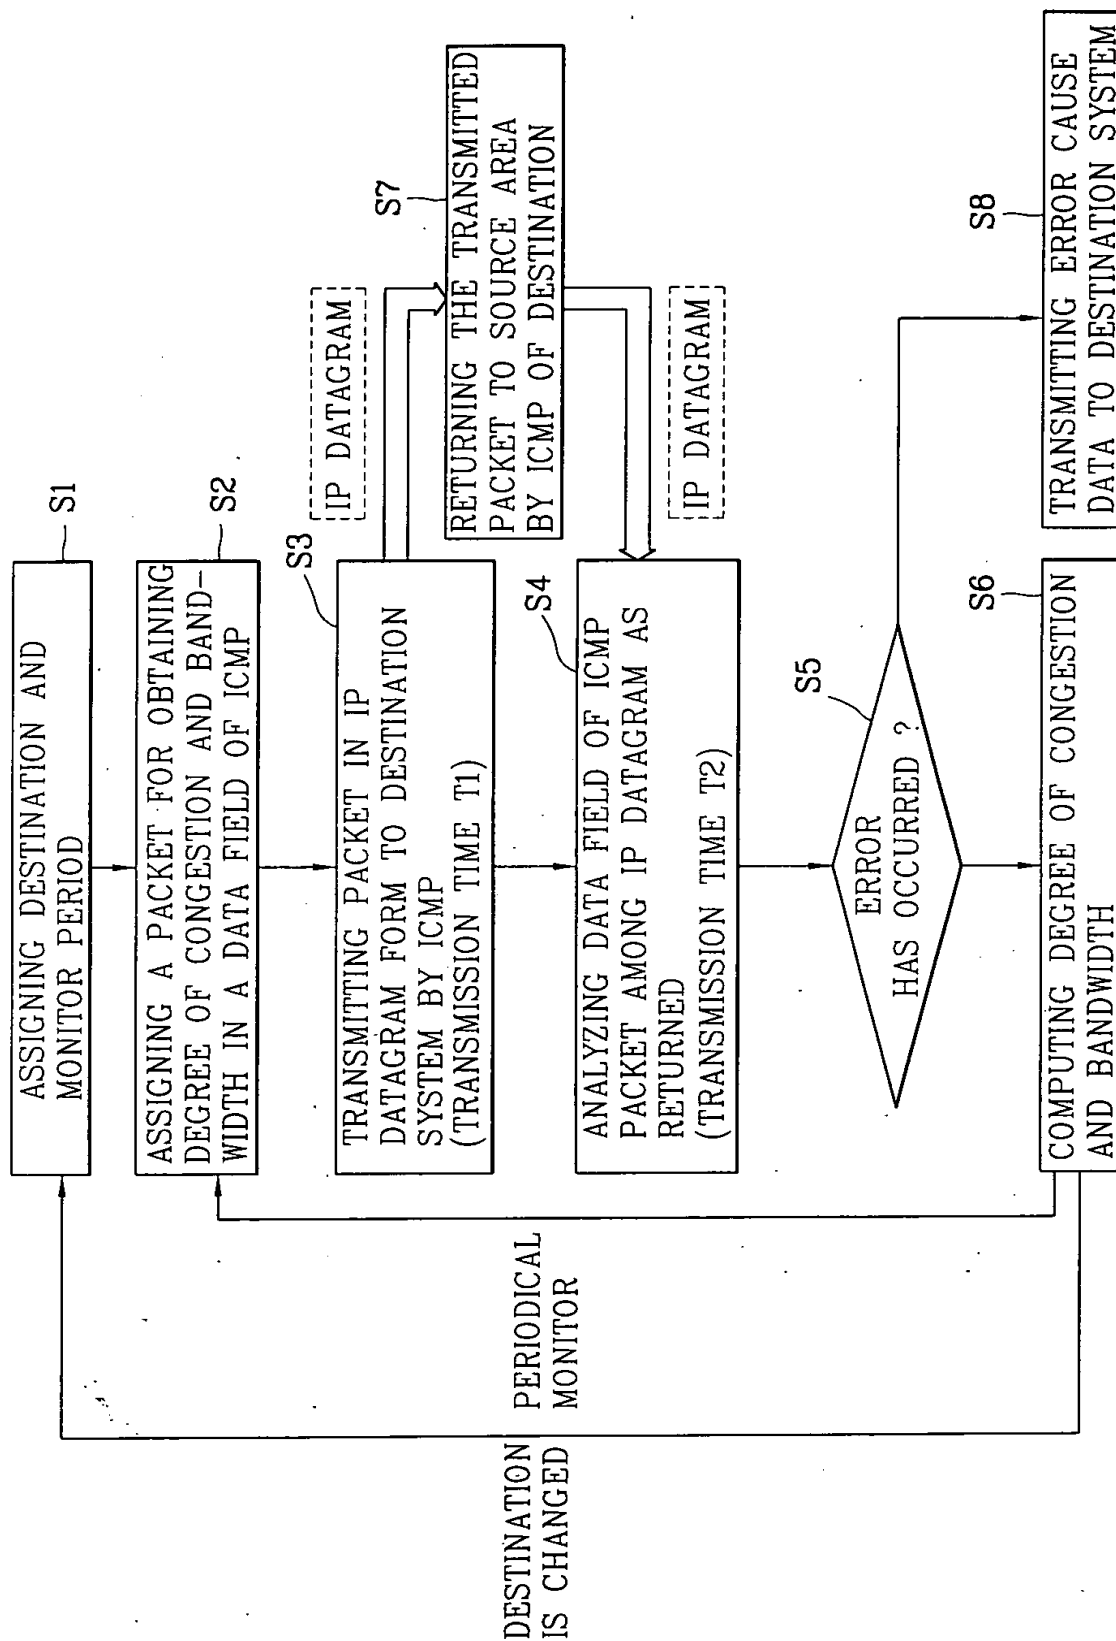 S1
ASSIGNING DESTINATION AND
MONITOR PERIOD
S2
ASSIGNING A PACKET FOR OBTAINING
DEGREE OF CONGESTION AND BAND-
WIDTH IN A DATA FIELD OF ICMP
S3
TRANSMITTING PACKET IN IP
DATAGRAM FORM TO DESTINATION
SYSTEM BY ICMP
(TRANSMISSION TIME T1)
IP DATAGRAM
S7
RETURNING THE TRANSMITTED
PACKET TO SOURCE AREA
BY ICMP OF DESTINATION
IP DATAGRAM
S4
ANALYZING DATA FIELD OF ICMP
PACKET AMONG IP DATAGRAM AS
RETURNED
(TRANSMISSION TIME T2)
S5
ERROR
HAS OCCURRED ?
S6
COMPUTING DEGREE OF CONGESTION
AND BANDWIDTH
S8
TRANSMITTING ERROR CAUSE
DATA TO DESTINATION SYSTEM
PERIODICAL
MONITOR
DESTINATION
IS CHANGED